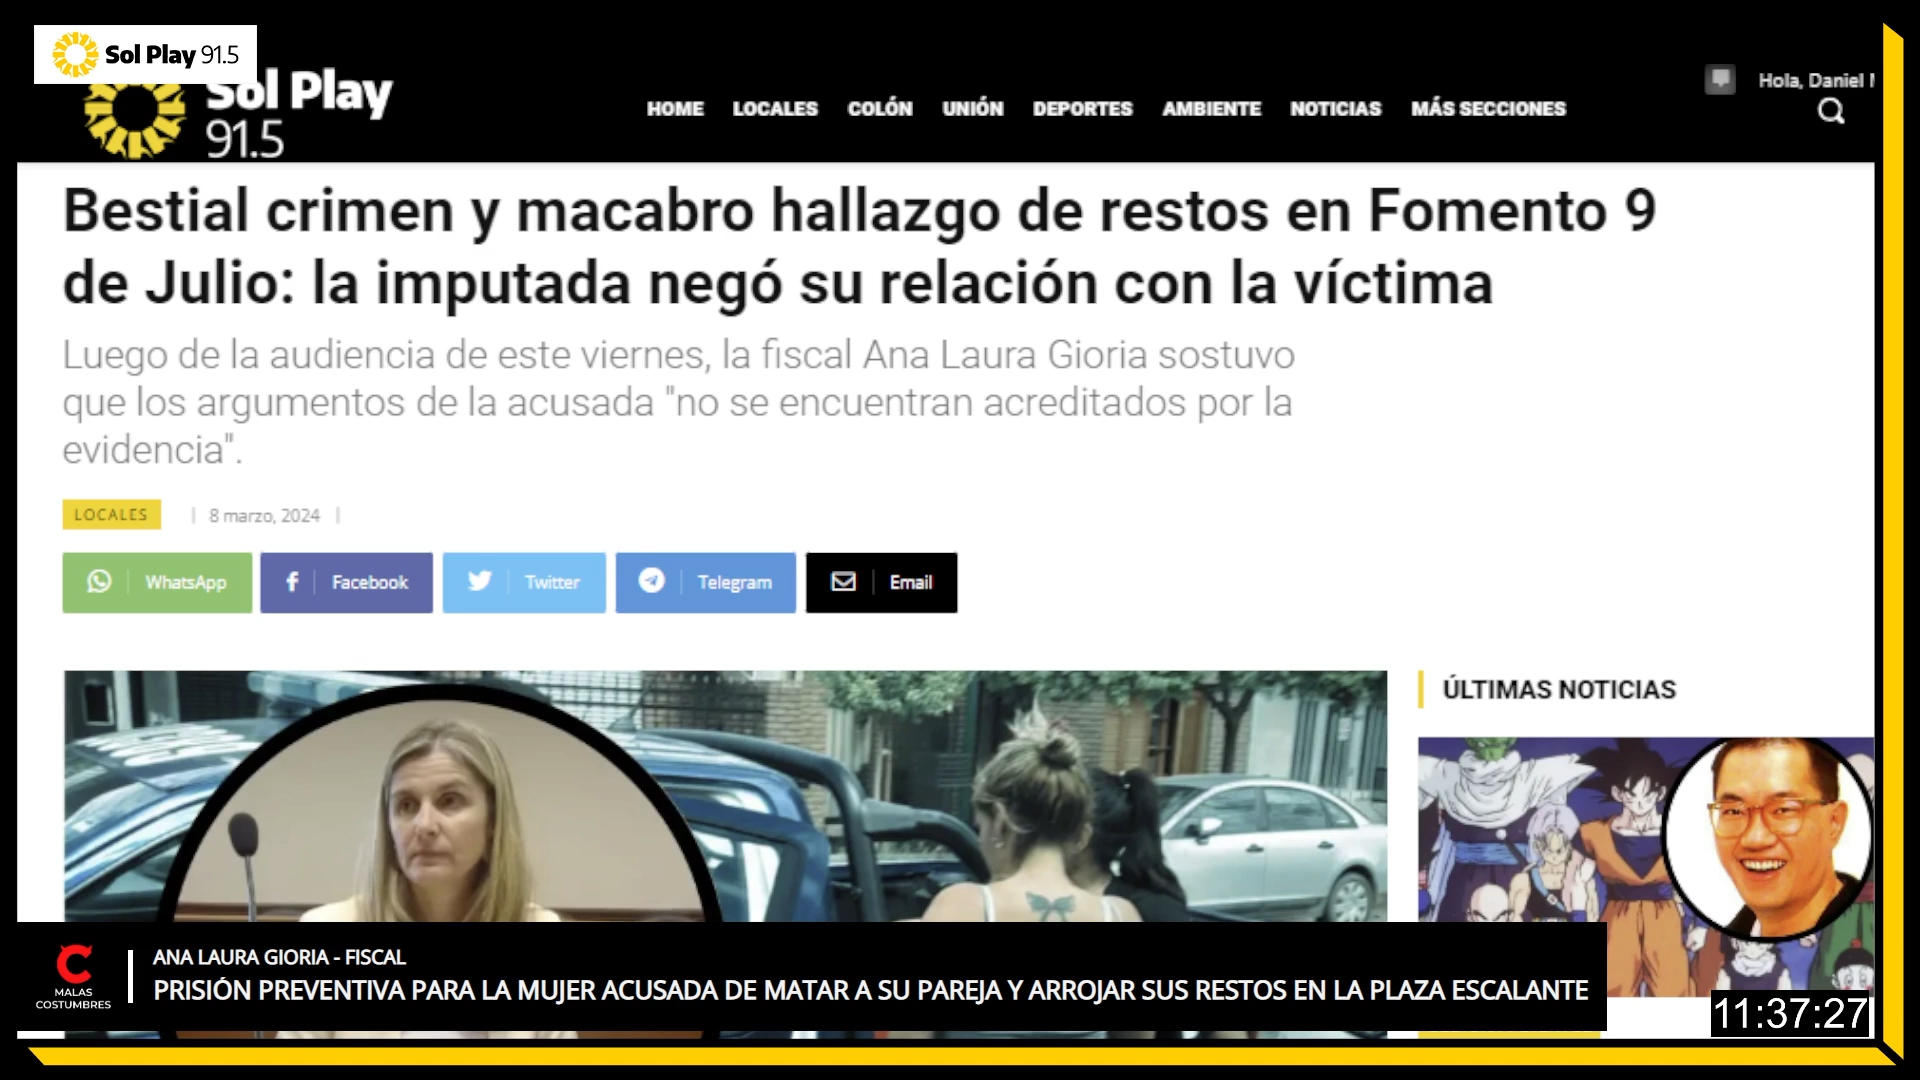 Sol Play 91.5
Sol Play
91.5
HOME LOCALES COLÓN UNIÓN DEPORTES AMBIENTE NOTICIAS MÁS SECCIONES
Hola, Daniel
Bestial crimen y macabro hallazgo de restos en Fomento 9
de Julio: la imputada negó su relación con la víctima
Luego de la audiencia de este viernes, la fiscal Ana Laura Gioria sostuvo
que los argumentos de la acusada "no se encuentran acreditados por la
evidencia".
LOCALES | 8 marzo, 2024 |
WhatsApp Facebook Twitter Telegram Email
ÚLTIMAS NOTICIAS
MALAS
COSTUMBRES
ANA LAURA GIORIA - FISCAL
PRISIÓN PREVENTIVA PARA LA MUJER ACUSADA DE MATAR A SU PAREJA Y ARROJAR SUS RESTOS EN LA PLAZA ESCALANTE
11:37:27